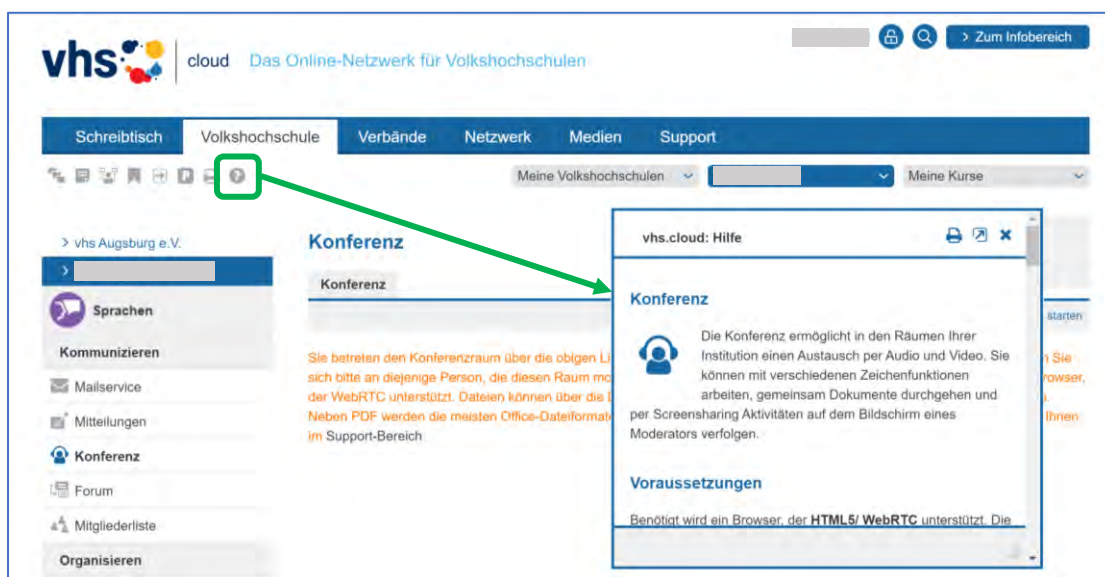 vhs cloud Das Online-Netzwerk für Volkshochschulen
> Zum Infobereich
Schreibtisch Volkshochschule Verbände Netzwerk Medien Support
Meine Volkshochschulen Meine Kurse
> vhs Augsburg e.V.
>
Sprachen
Kommunizieren
Mailservice
Mitteilungen
Konferenz
Forum
Mitgliederliste
Organisieren
Konferenz
Konferenz
starten
Sie betreten den Konferenzraum über die obigen Li n Sie
sich bitte an diejenige Person, die diesen Raum mo rowser,
der WebRTC unterstützt. Dateien können über die
Neben PDF werden die meisten Office-Dateiformat Ihnen
im Support-Bereich
vhs.cloud: Hilfe
Konferenz
Die Konferenz ermöglicht in den Räumen Ihrer
Institution einen Austausch per Audio und Video. Sie
können mit verschiedenen Zeichenfunktionen
arbeiten, gemeinsam Dokumente durchgehen und
per Screensharing Aktivitäten auf dem Bildschirm eines
Moderators verfolgen.
Voraussetzungen
Benötigt wird ein Browser, der HTML5/ WebRTC unterstützt. Die